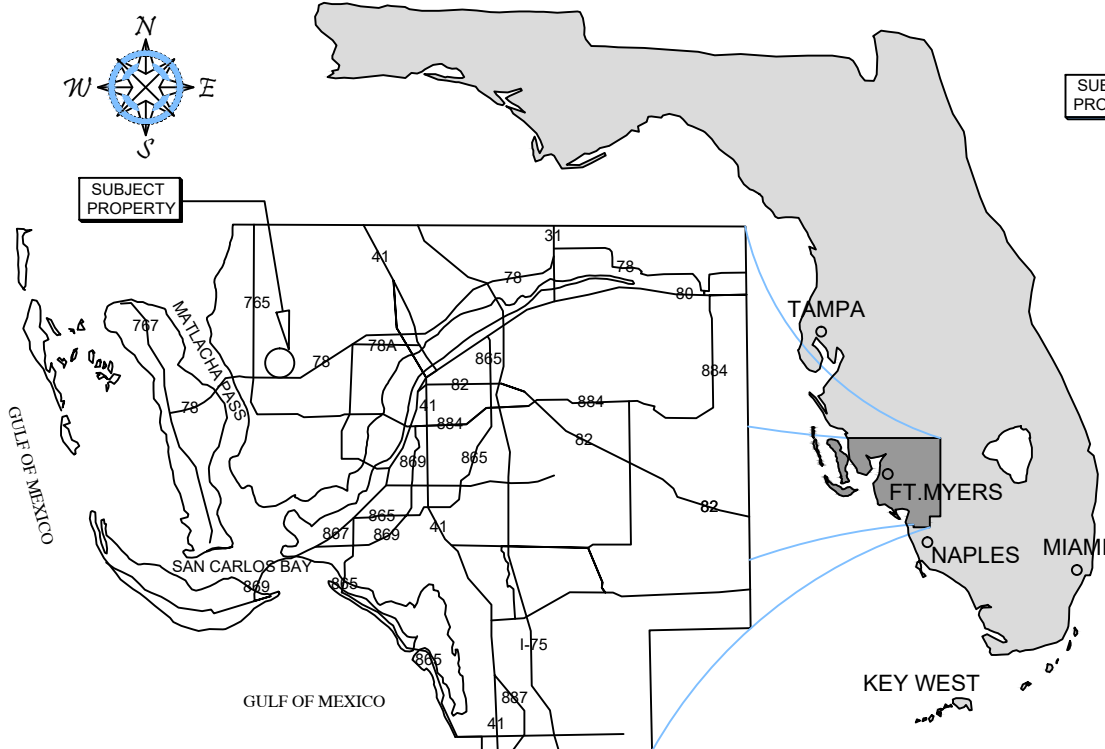 N
W
E
S
SUBJECT
PROPERTY
31
41
78
78
765
80
TAMPA
767
MATLACHA PASS
78A
78
865
884
82
78
41
884
884
82
GULF OF MEXICO
869
865
82
FT.MYERS
865
41
867
869
NAPLES
MIAMI
SAN CARLOS BAY
869
865
I-75
865
KEY WEST
887
GULF OF MEXICO
41